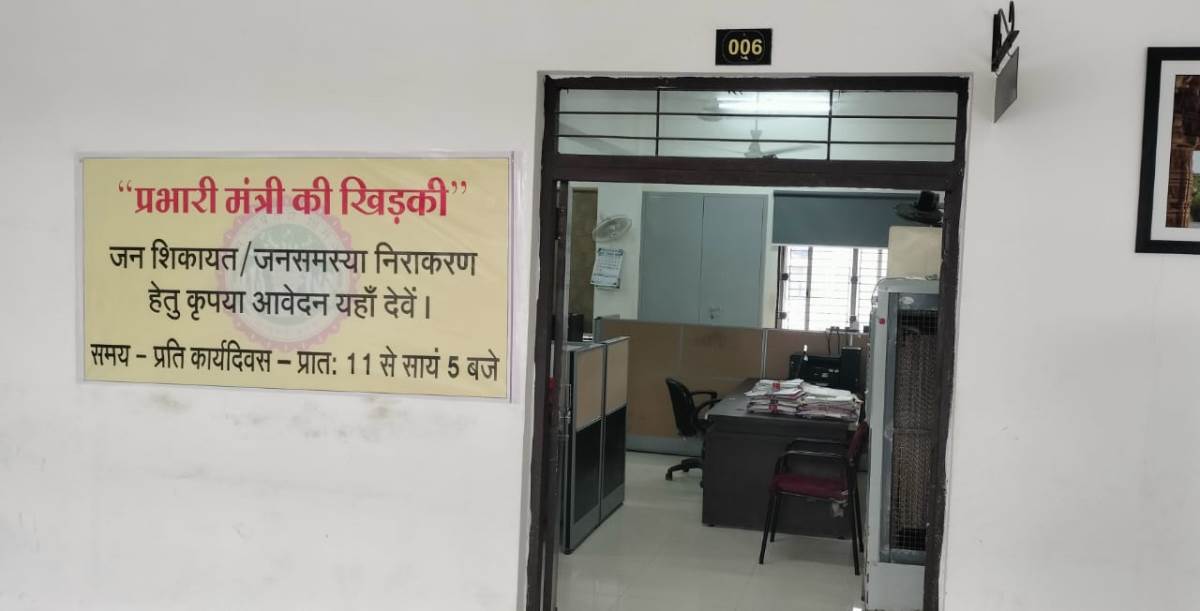 006
“प्रभारी मंत्री की खिड़की”
जन शिकायत/जनसमस्या निराकरण
हेतु कृपया आवेदन यहाँ देवें।
समय - प्रति कार्यदिवस – प्रात: 11 से सायं 5 बजे